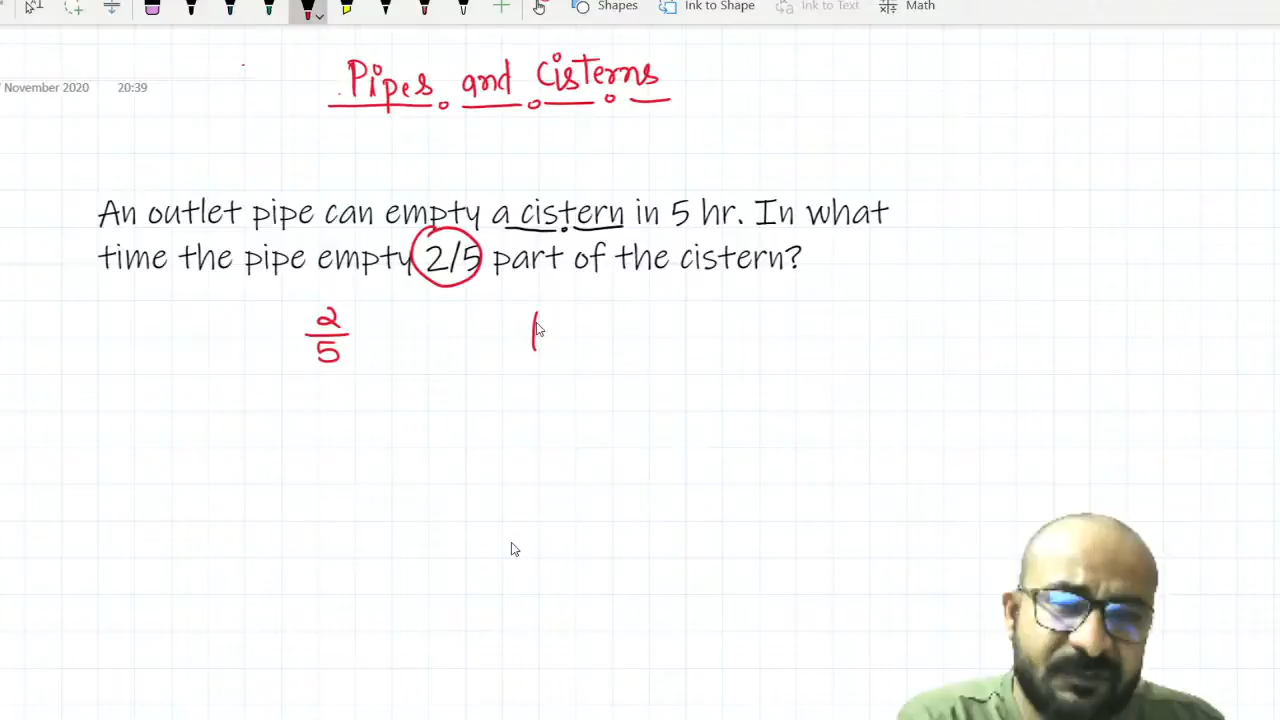 Shapes Ink to Shape Ink to Text Math
Pipes and Cisterns
November 2020 20:39
An outlet pipe can empty a cistern in 5 hr. In what
time the pipe empty 2/5 part of the cistern?
2
5